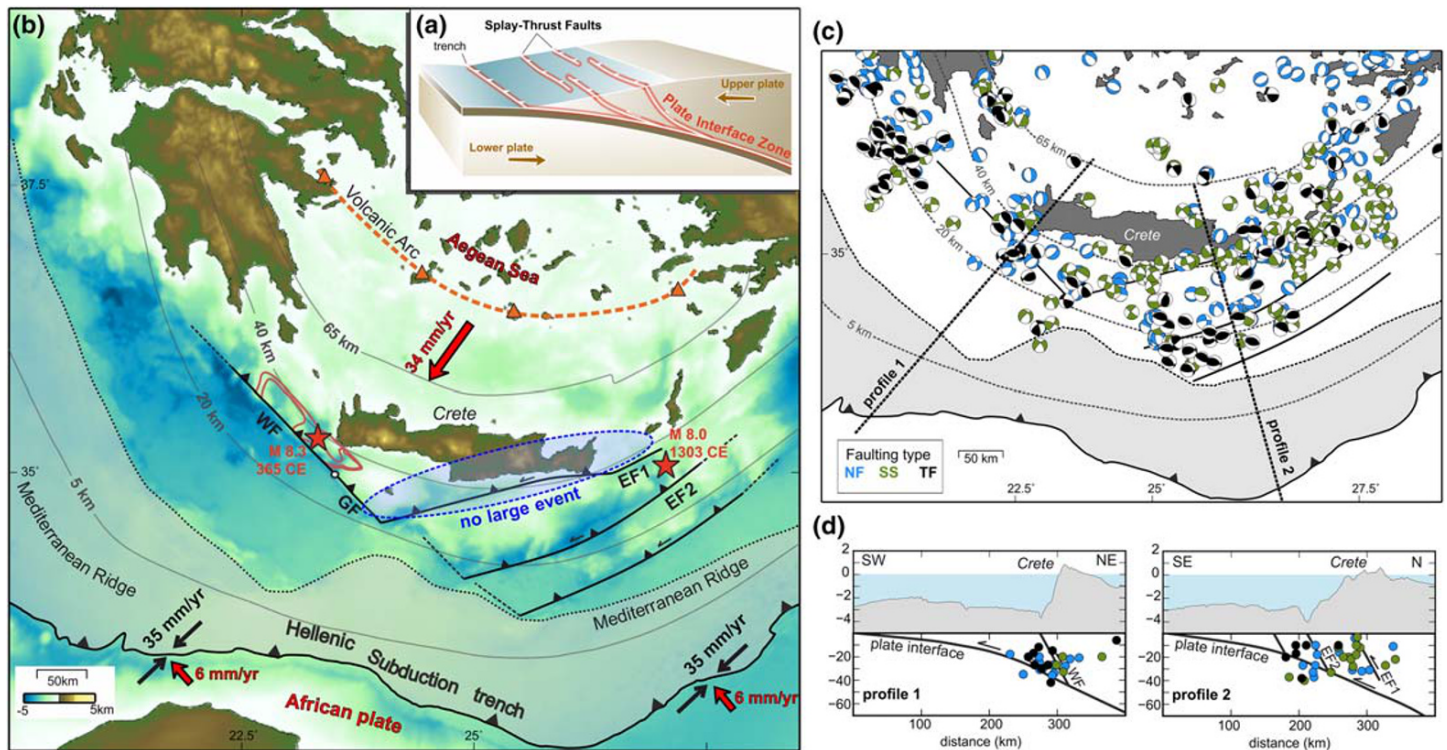 (b)
(a)
Splay-Thrust Faults
trench
Upper plate
Plate Interface Zone
Lower plate
37.5°
Volcanic Arc
Aegean Sea
34 mm/yr
65 km
40 km
20 km
Crete
WF
M 8.3
365 CE
M 8.0
1303 CE
EF1
EF2
GF
no large event
35°
5 km
Mediterranean Ridge
Mediterranean Ridge
35 mm/yr
6 mm/yr
Hellenic Subduction trench
35 mm/yr
6 mm/yr
50km
-5
5km
African plate
22.5°
25°
(c)
65 km
40 km
20 km
Crete
35°
5 km
profile 1
profile 2
Faulting type
NF SS TF
50 km
22.5°
25°
27.5°
(d)
SW Crete NE
2
0
−2
−4
plate interface
WF
−20
−40
−60
profile 1
0 100 200 300
distance (km)
SE Crete N
2
0
−2
−4
plate interface
EF2
EF1
−20
−40
−60
profile 2
0 100 200 300
distance (km)